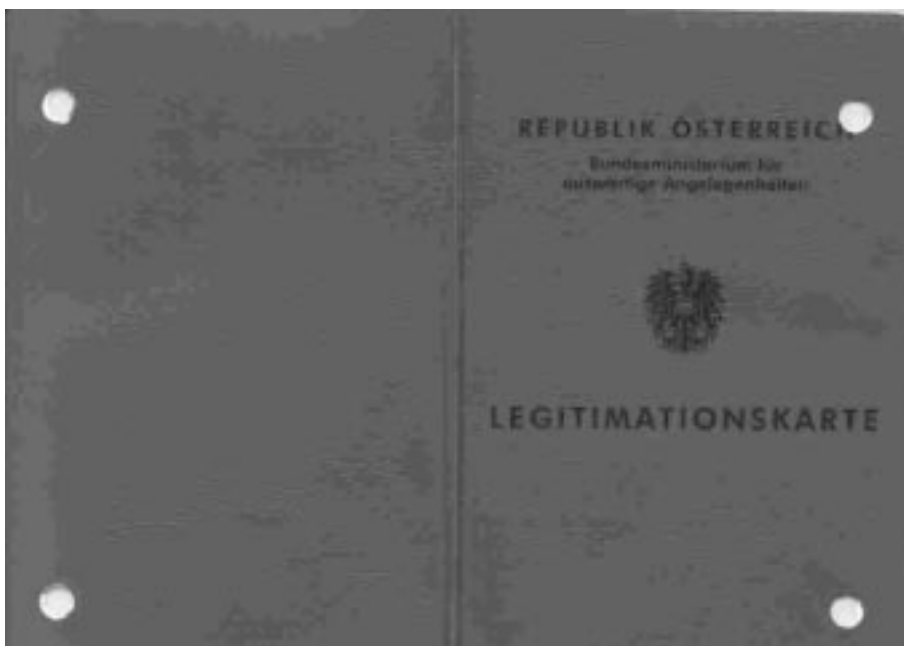 REPUBLIK ÖSTERREICH
Bundesministerium für
auswärtige Angelegenheiten
LEGITIMATIONSKARTE